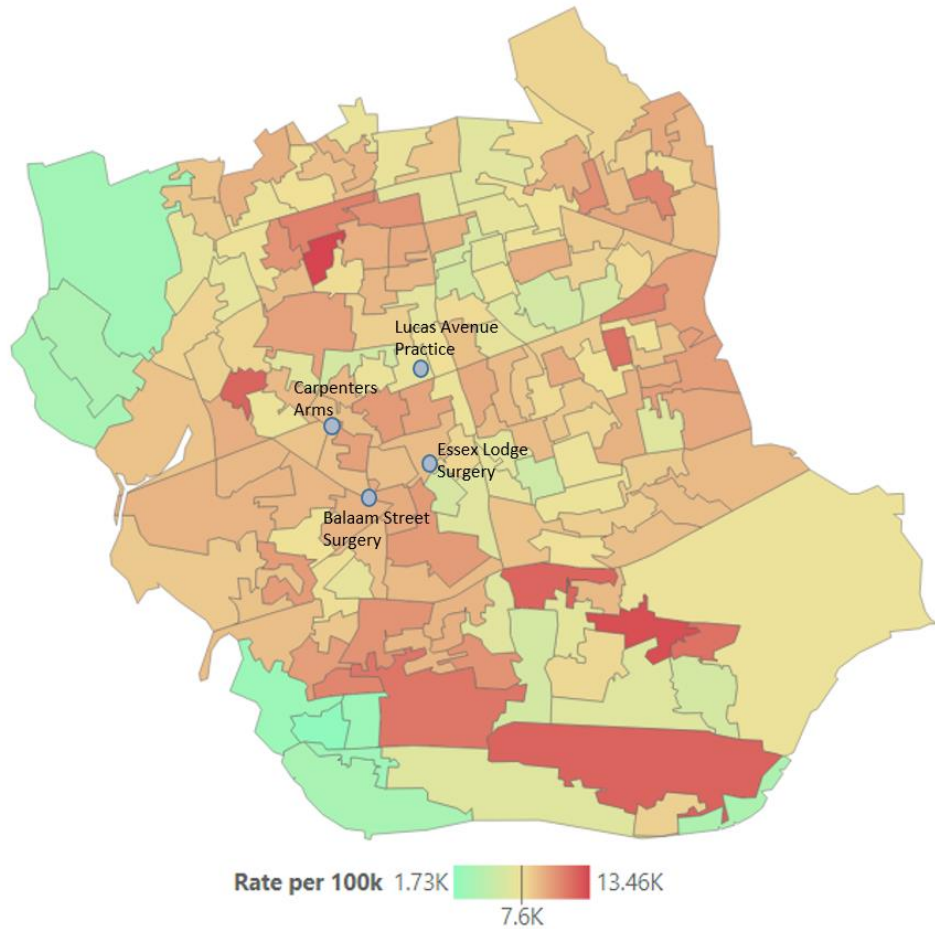 Lucas Avenue
Practice
Carpenters
Arms
Essex Lodge
Surgery
Balaam Street
Surgery
Rate per 100k 1.73K 13.46K
7.6K